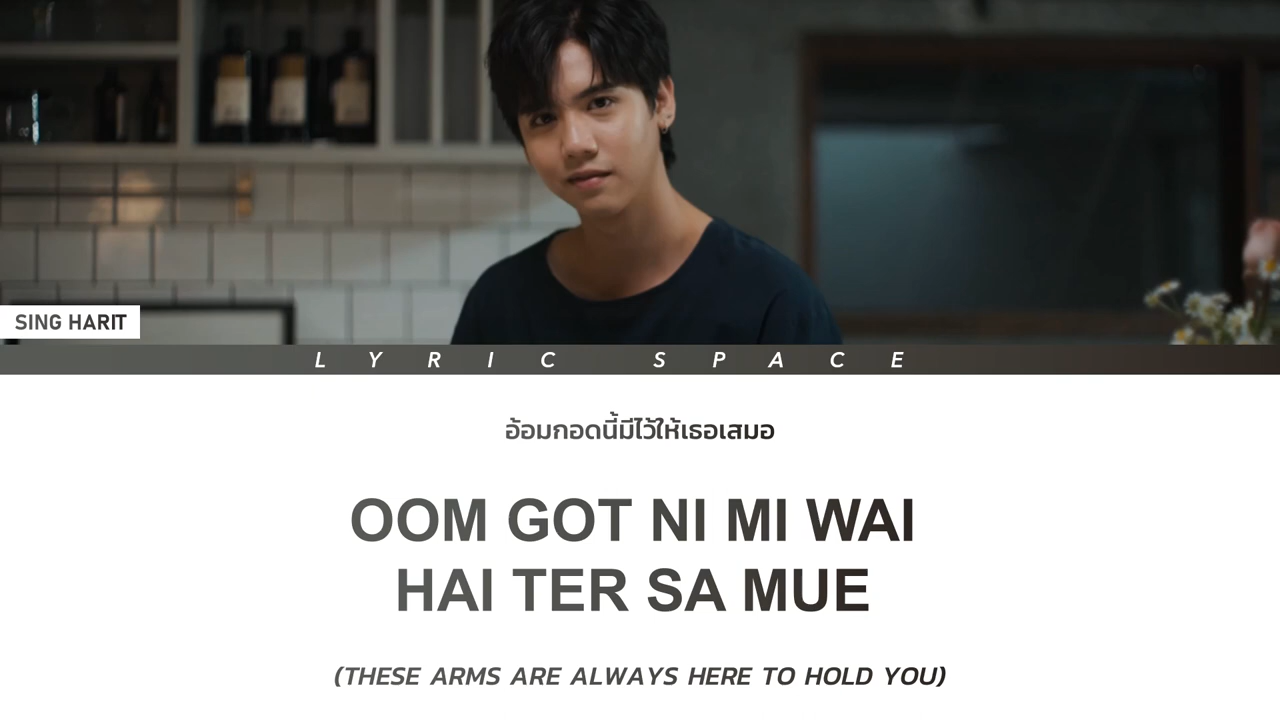 SING HARIT
LYRIC SPACE
อ้อมกอดนี้มีไว้ให้เธอเสมอ
OOM GOT NI MI WAI
HAI TER SA MUE
(THESE ARMS ARE ALWAYS HERE TO HOLD YOU)